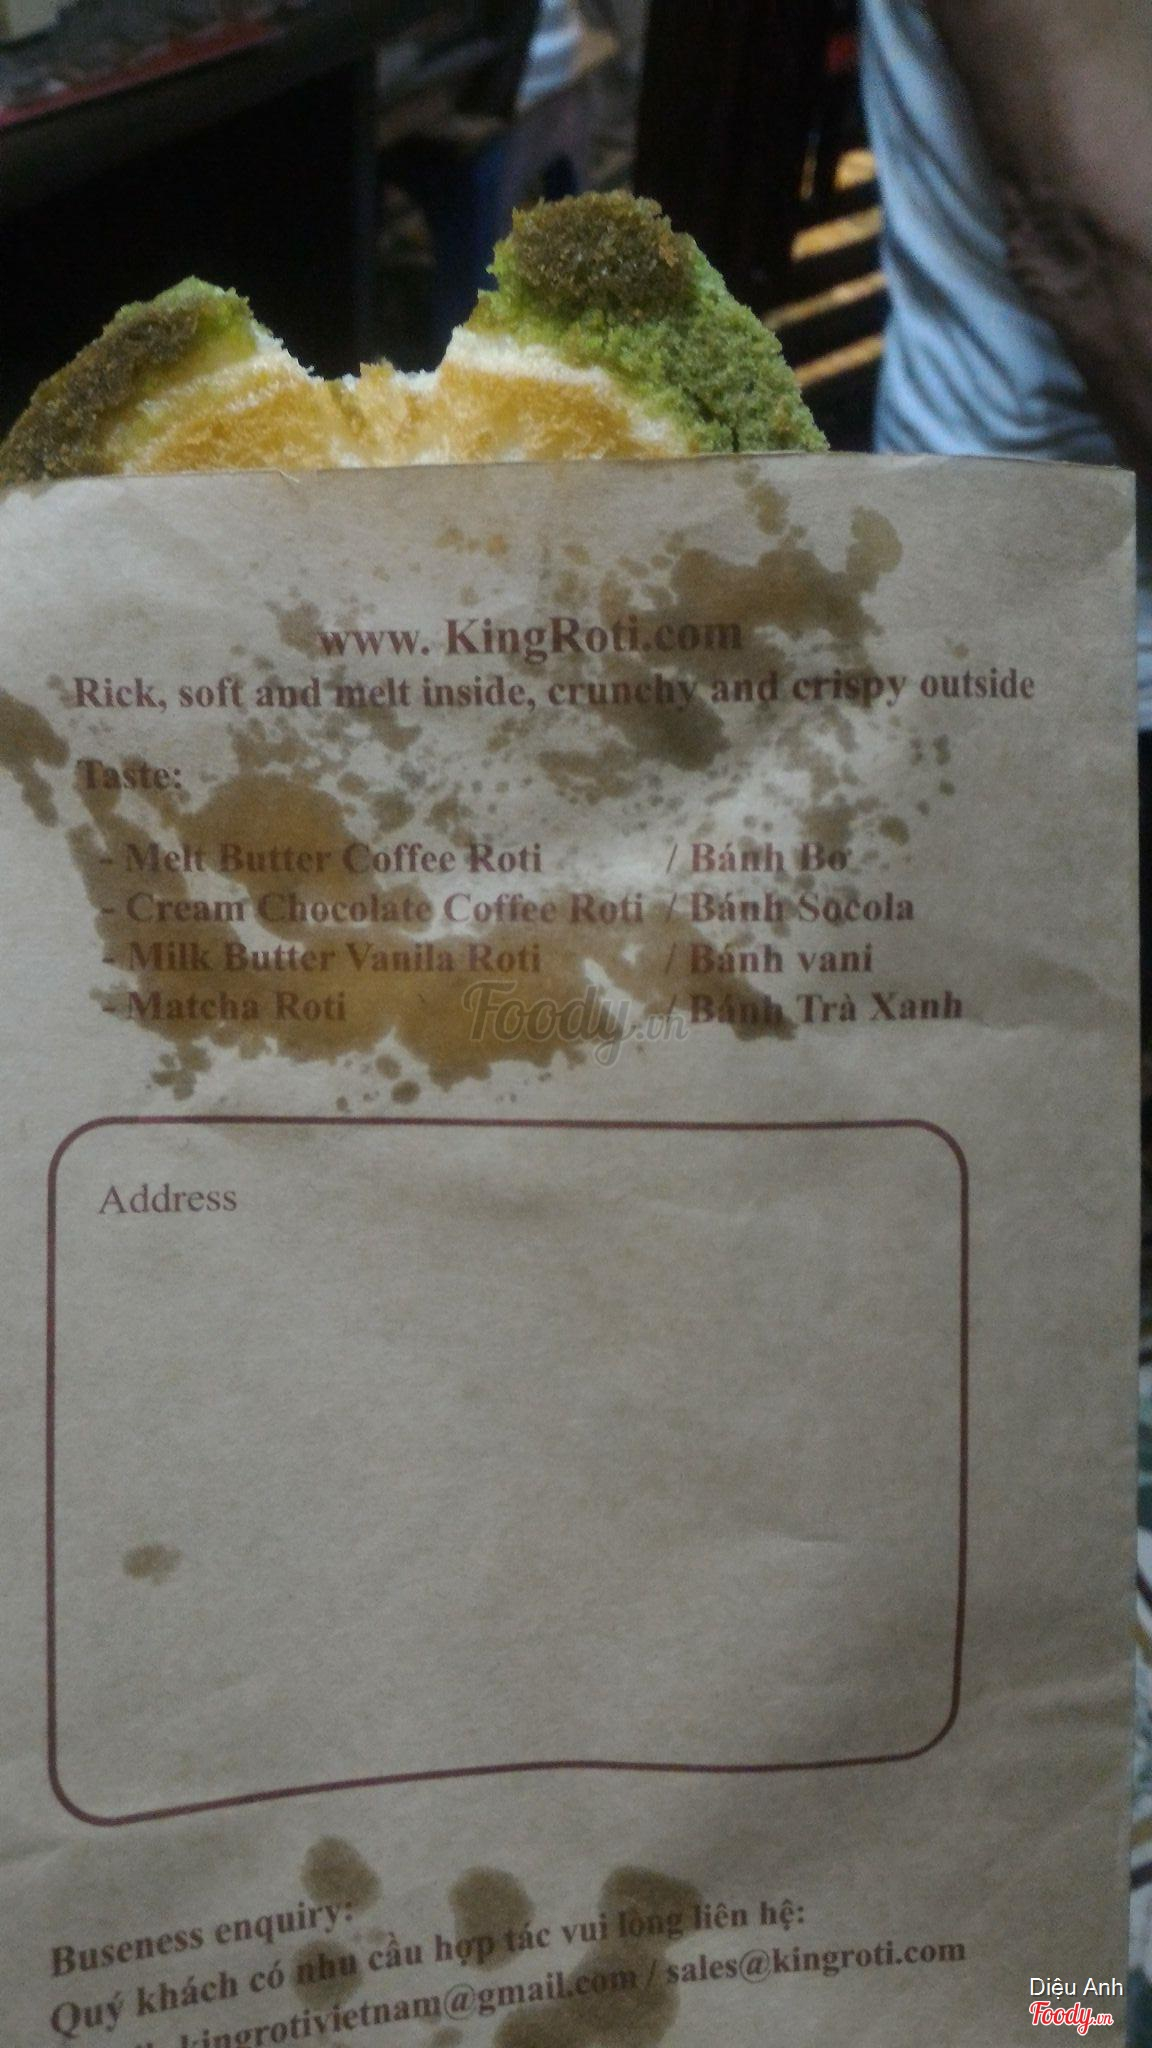 www. KingRoti.com
Rick, soft and melt inside, crunchy and crispy outside
Taste:
- Melt Butter Coffee Roti / Bánh Bơ
- Cream Chocolate Coffee Roti / Bánh Socola
- Milk Butter Vanila Roti / Bánh vani
- Matcha Roti / Bánh Trà Xanh
Foody.vn
Address
Buseness enquiry:
Quý khách có nhu cầu hợp tác vui lòng liên hệ:
kingrotivietnam@gmail.com / sales@kingroti.com
Diệu Anh
Foody.vn